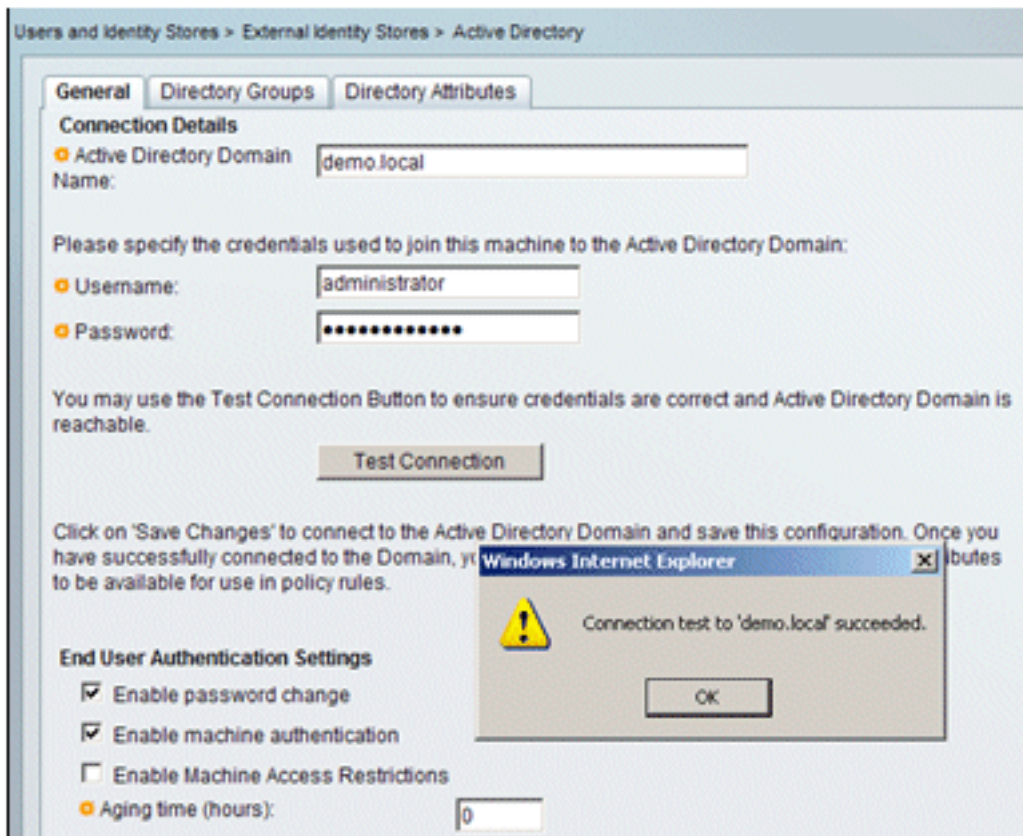 Users and Identity Stores > External Identity Stores > Active Directory
General Directory Groups Directory Attributes
Connection Details
Active Directory Domain Name: demo.local
Please specify the credentials used to join this machine to the Active Directory Domain:
Username: administrator
Password: ••••••••••••
You may use the Test Connection Button to ensure credentials are correct and Active Directory Domain is
reachable.
Test Connection
Click on 'Save Changes' to connect to the Active Directory Domain and save this configuration. Once you
have successfully connected to the Domain, butes
to be available for use in policy rules.
Windows Internet Explorer
Connection test to 'demo.local' succeeded.
OK
End User Authentication Settings
Enable password change
Enable machine authentication
Enable Machine Access Restrictions
Aging time (hours): 0